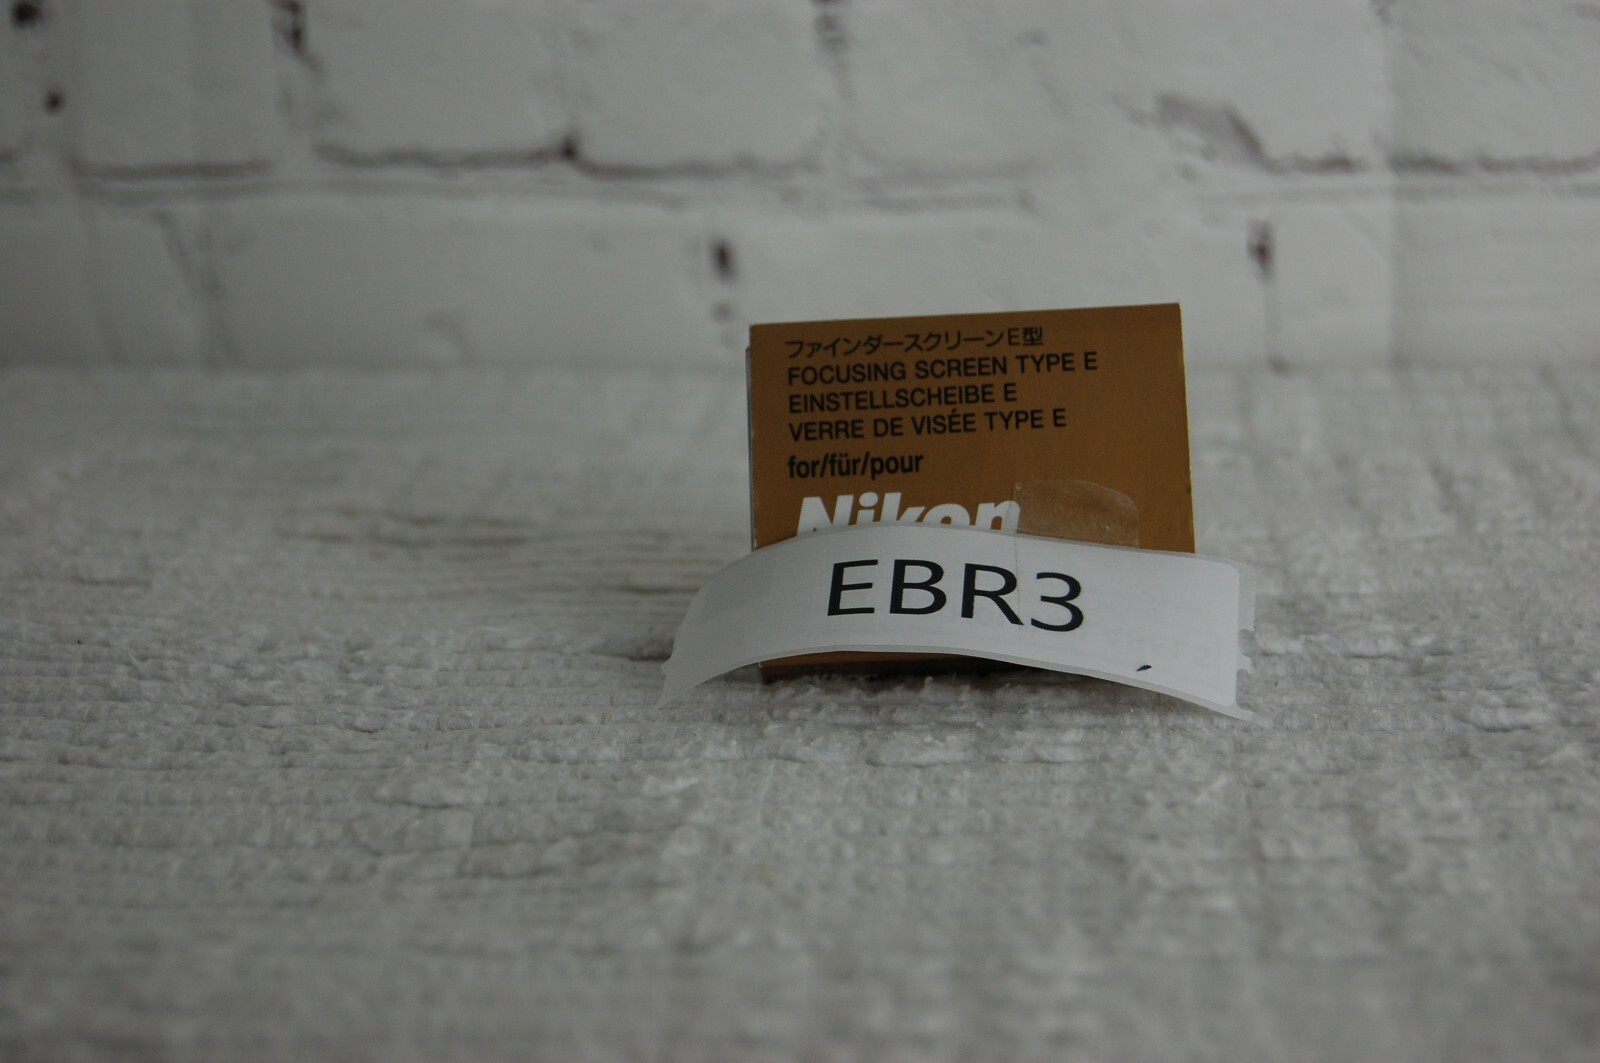 ファインダースクリーンE型
FOCUSING SCREEN TYPE E
EINSTELLSCHEIBE E
VERRE DE VISÉE TYPE E
for/für/pour
Nikon
EBR3